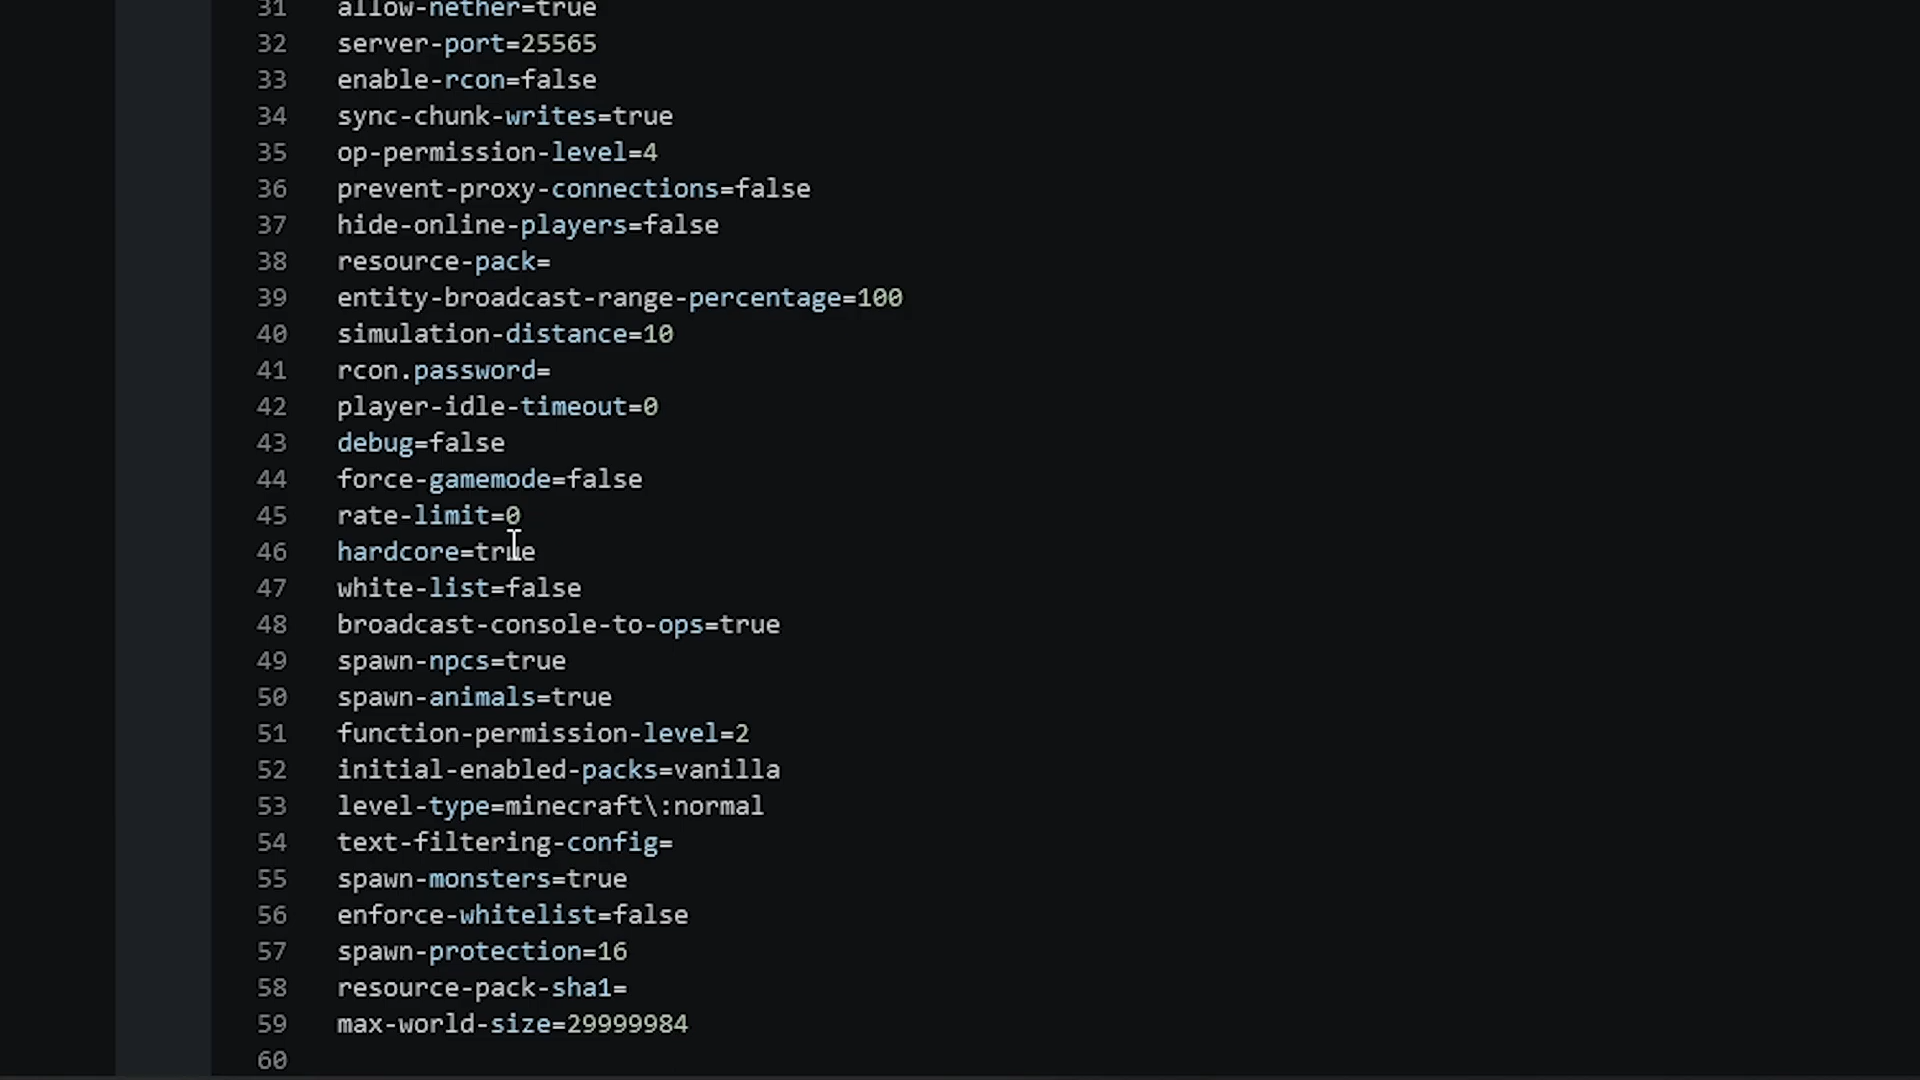 31 allow-nether=true
32 server-port=25565
33 enable-rcon=false
34 sync-chunk-writes=true
35 op-permission-level=4
36 prevent-proxy-connections=false
37 hide-online-players=false
38 resource-pack=
39 entity-broadcast-range-percentage=100
40 simulation-distance=10
41 rcon.password=
42 player-idle-timeout=0
43 debug=false
44 force-gamemode=false
45 rate-limit=0
46 hardcore=true
47 white-list=false
48 broadcast-console-to-ops=true
49 spawn-npcs=true
50 spawn-animals=true
51 function-permission-level=2
52 initial-enabled-packs=vanilla
53 level-type=minecraft\:normal
54 text-filtering-config=
55 spawn-monsters=true
56 enforce-whitelist=false
57 spawn-protection=16
58 resource-pack-sha1=
59 max-world-size=29999984
60